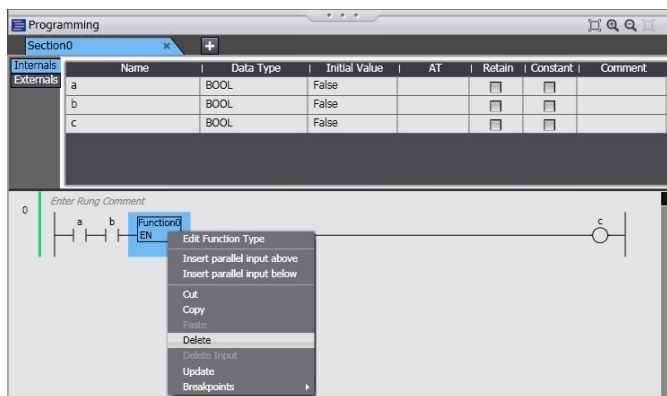 Programming
Section0 × +
Internals Name Data Type Initial Value AT Retain Constant Comment
Externals
a BOOL False
b BOOL False
c BOOL False
0 Enter Rung Comment
a b Function0 c
EN
Edit Function Type
Insert parallel input above
Insert parallel input below
Cut
Copy
Paste
Delete
Delete Input
Update
Breakpoints